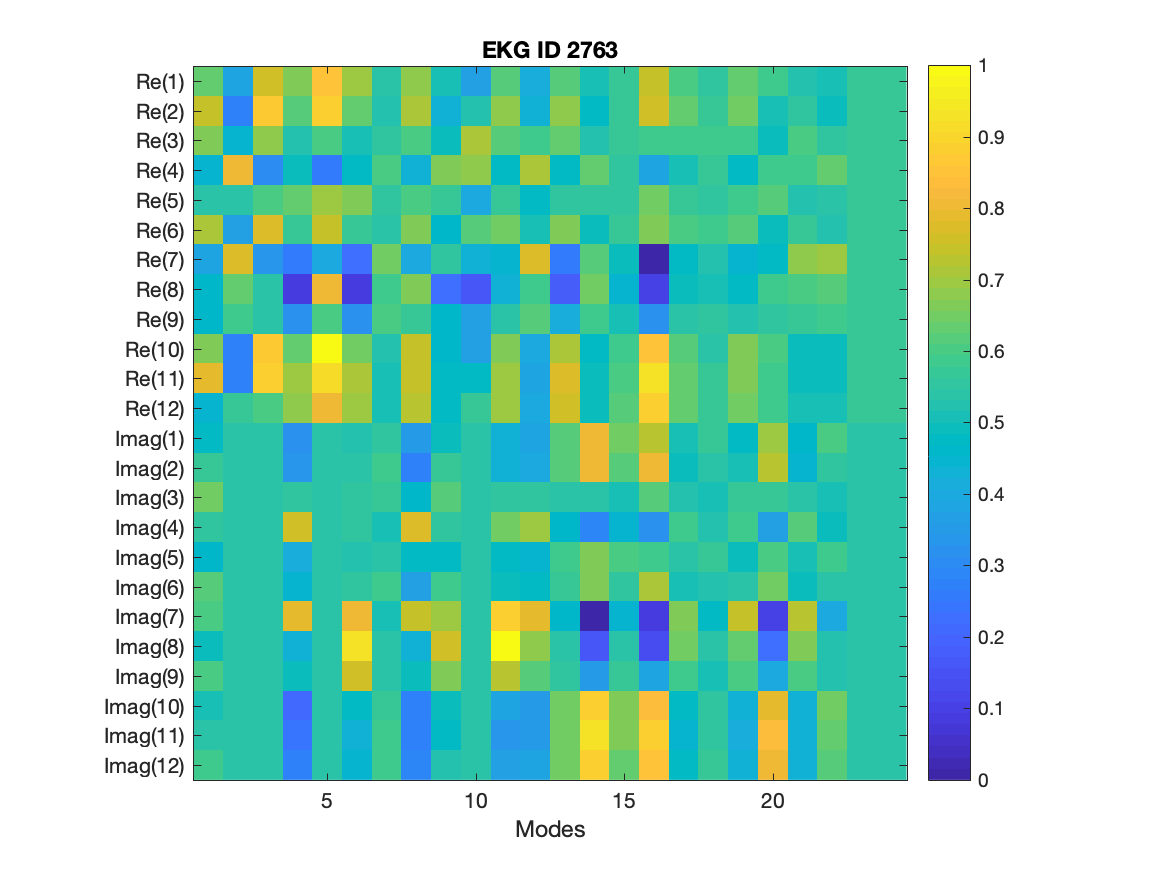 EKG ID 2763
Re(1)
Re(2)
Re(3)
Re(4)
Re(5)
Re(6)
Re(7)
Re(8)
Re(9)
Re(10)
Re(11)
Re(12)
Imag(1)
Imag(2)
Imag(3)
Imag(4)
Imag(5)
Imag(6)
Imag(7)
Imag(8)
Imag(9)
Imag(10)
Imag(11)
Imag(12)
5 10 15 20
Modes
1
0.9
0.8
0.7
0.6
0.5
0.4
0.3
0.2
0.1
0